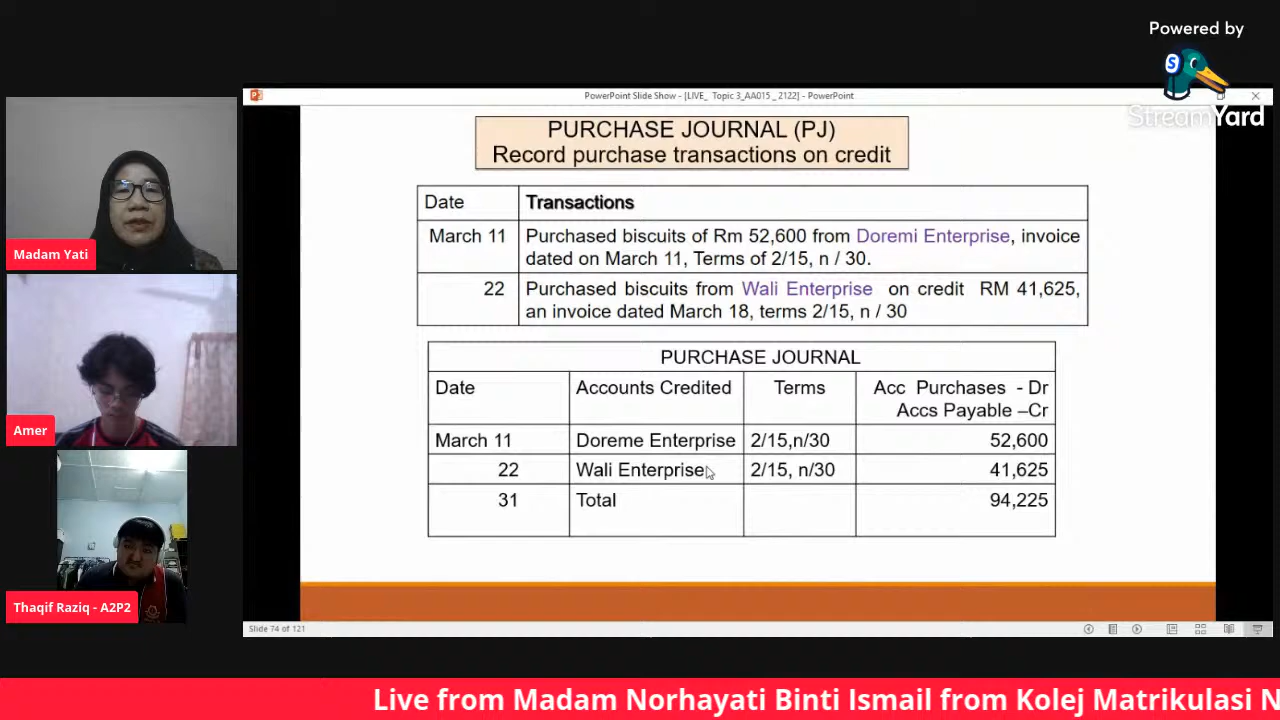 Powered by
StreamYard
PowerPoint Slide Show - [LIVE_ Topic 3_AA015 _ 2122] - PowerPoint
PURCHASE JOURNAL (PJ)
Record purchase transactions on credit
Date Transactions
March 11 Purchased biscuits of Rm 52,600 from Doremi Enterprise, invoice
dated on March 11, Terms of 2/15, n / 30.
22 Purchased biscuits from Wali Enterprise on credit RM 41,625,
an invoice dated March 18, terms 2/15, n / 30
PURCHASE JOURNAL
Date Accounts Credited Terms Acc Purchases - Dr
Accs Payable –Cr
March 11 Doreme Enterprise 2/15,n/30 52,600
22 Wali Enterprise 2/15, n/30 41,625
31 Total 94,225
Madam Yati
Amer
Thaqif Raziq - A2P2
Slide 74 of 121
Live from Madam Norhayati Binti Ismail from Kolej Matrikulasi N